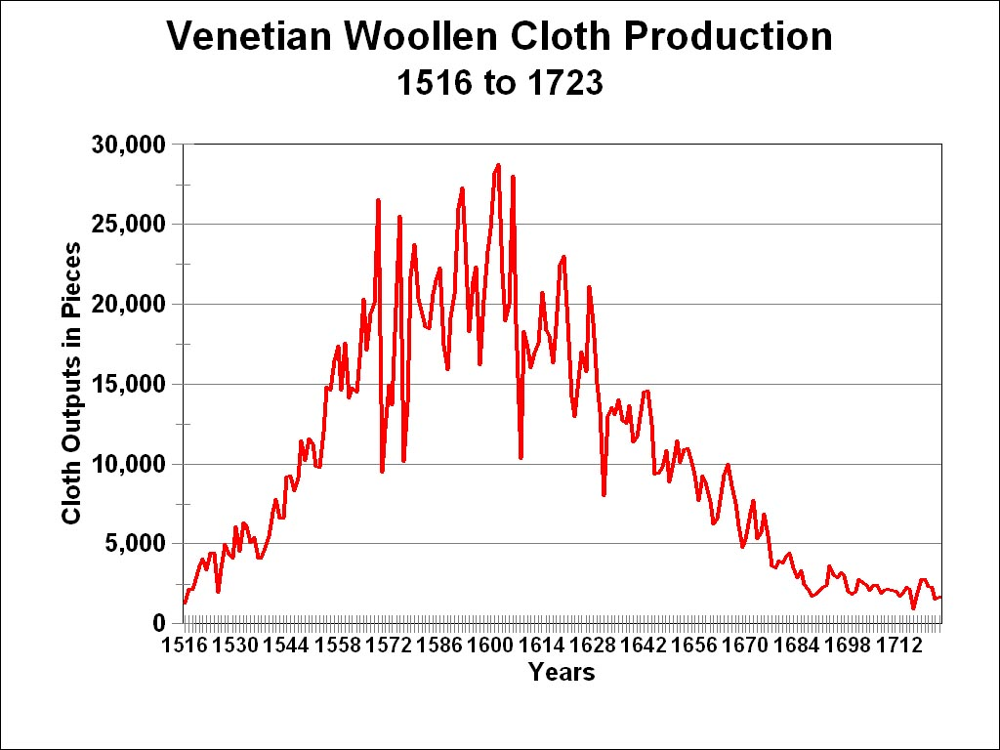 Venetian Woollen Cloth Production
1516 to 1723
30,000
25,000
20,000
15,000
10,000
5,000
0
Cloth Outputs in Pieces
1516 1530 1544 1558 1572 1586 1600 1614 1628 1642 1656 1670 1684 1698 1712
Years